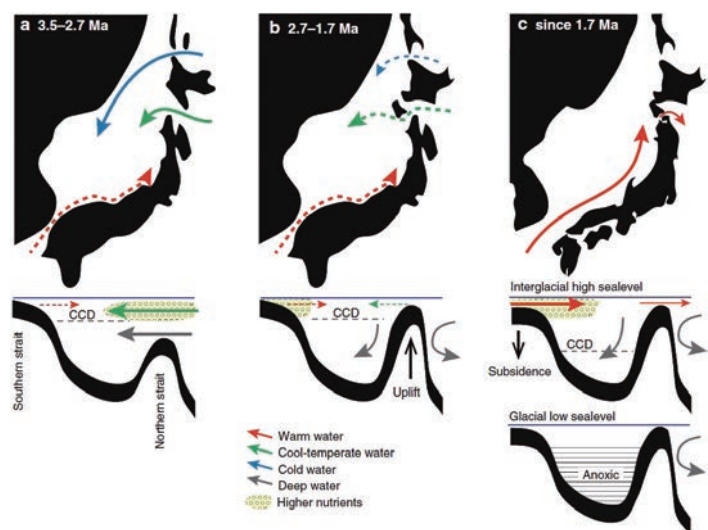 a 3.5–2.7 Ma
b 2.7–1.7 Ma
c since 1.7 Ma
CCD
Southern strait
Northern strait
CCD
Uplift
Interglacial high sealevel
CCD
Subsidence
Glacial low sealevel
Anoxic
Warm water
Cool-temperate water
Cold water
Deep water
Higher nutrients